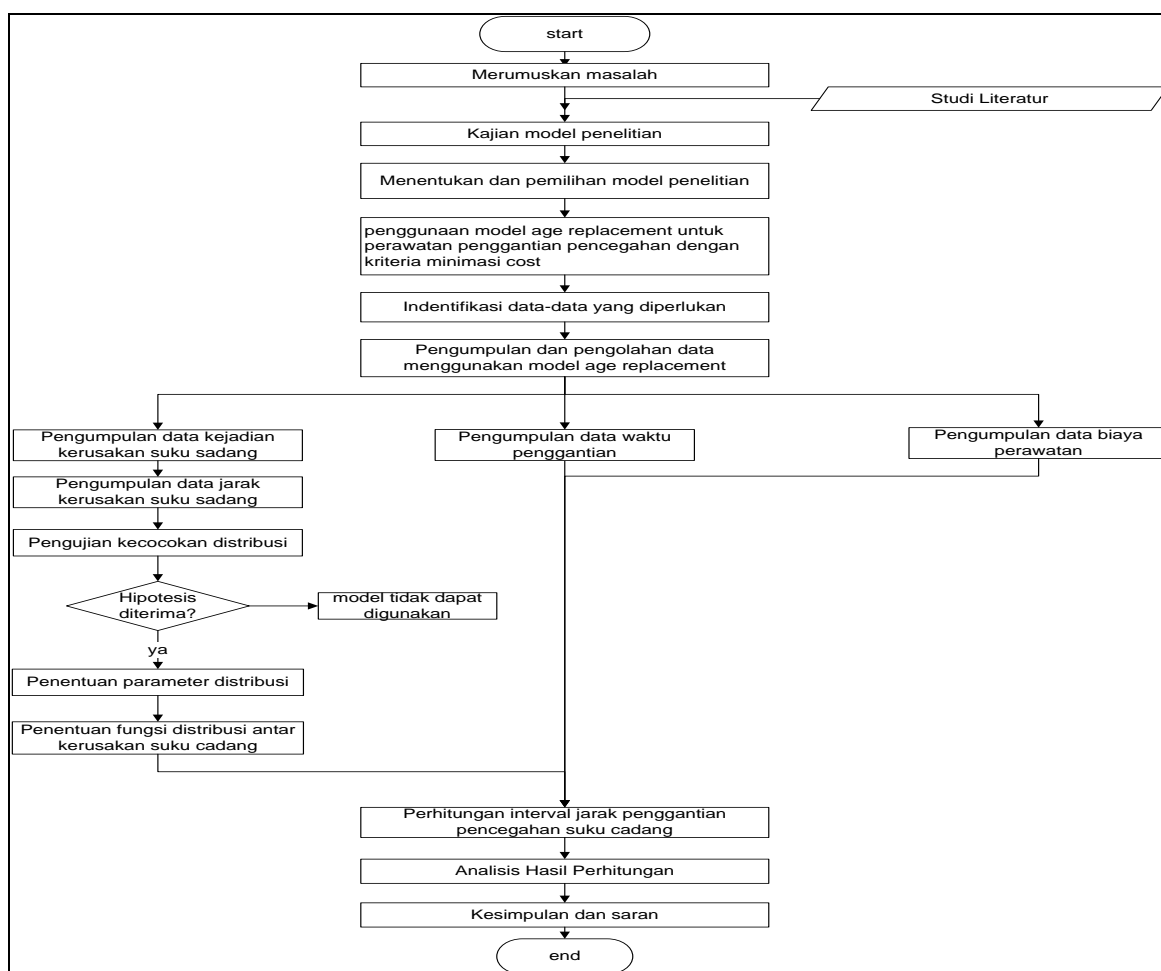 start
Merumuskan masalah
Studi Literatur
Kajian model penelitian
Menentukan dan pemilihan model penelitian
penggunaan model age replacement untuk
perawatan penggantian pencegahan dengan
kriteria minimasi cost
Indentifikasi data-data yang diperlukan
Pengumpulan dan pengolahan data
menggunakan model age replacement
Pengumpulan data kejadian
kerusakan suku sadang
Pengumpulan data waktu
penggantian
Pengumpulan data biaya
perawatan
Pengumpulan data jarak
kerusakan suku sadang
Pengujian kecocokan distribusi
Hipotesis
diterima?
model tidak dapat
digunakan
ya
Penentuan parameter distribusi
Penentuan fungsi distribusi antar
kerusakan suku cadang
Perhitungan interval jarak penggantian
pencegahan suku cadang
Analisis Hasil Perhitungan
Kesimpulan dan saran
end